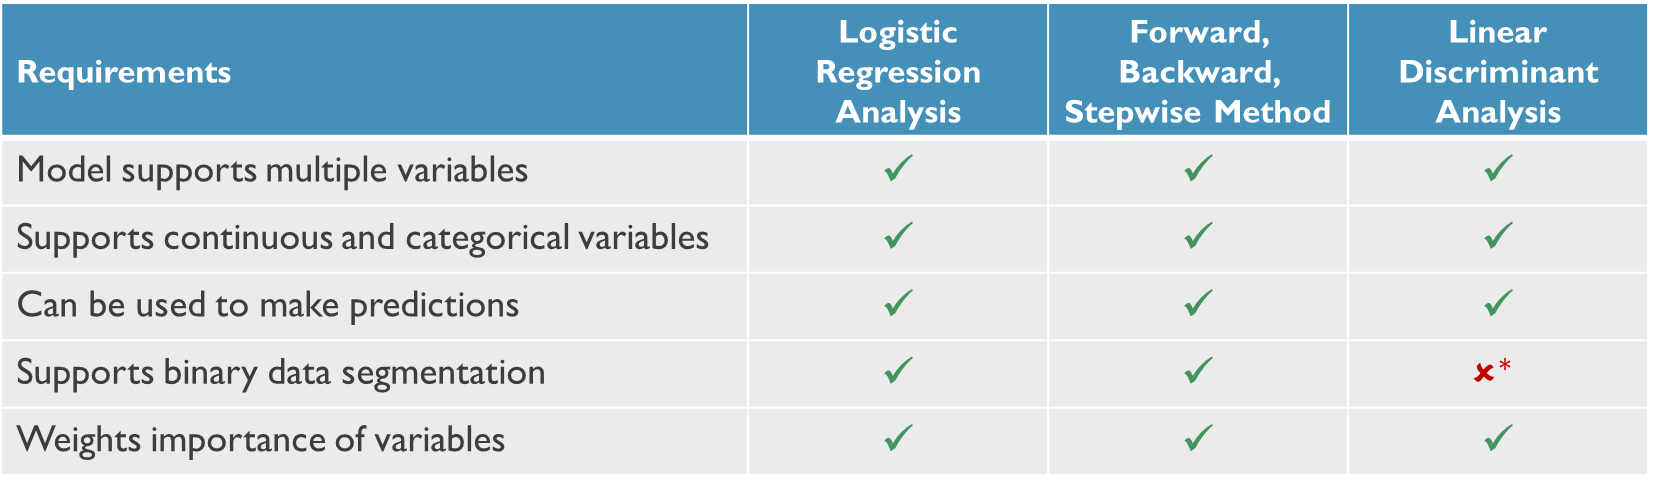 Requirements
Logistic
Regression
Analysis
Forward,
Backward,
Stepwise Method
Linear
Discriminant
Analysis
Model supports multiple variables ✓ ✓ ✓
Supports continuous and categorical variables ✓ ✓ ✓
Can be used to make predictions ✓ ✓ ✓
Supports binary data segmentation ✓ ✓ ✘*
Weights importance of variables ✓ ✓ ✓